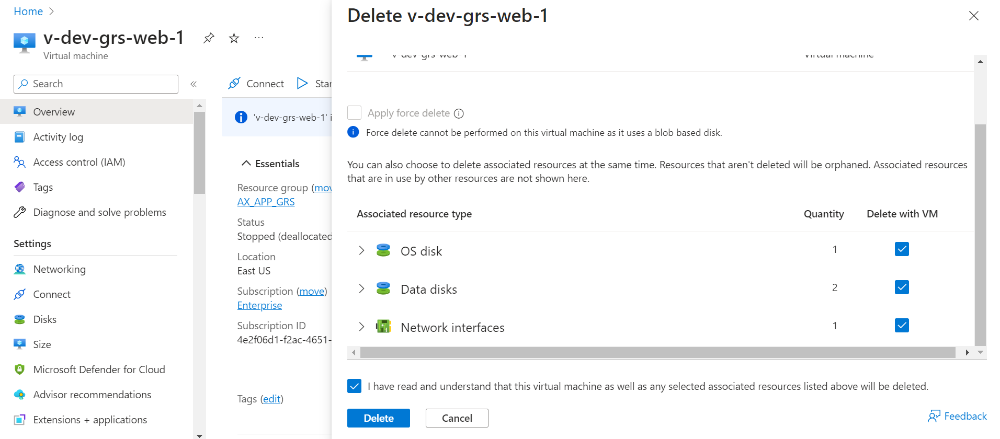 Home
v-dev-grs-web-1
Virtual machine
Search
Overview
Activity log
Access control (IAM)
Tags
Diagnose and solve problems
Settings
Networking
Connect
Disks
Size
Microsoft Defender for Cloud
Advisor recommendations
Extensions + applications
Connect
Star
'v-dev-grs-web-1' i
Essentials
Resource group (mov
AX_APP_GRS
Status
Stopped (deallocated
Location
East US
Subscription (move)
Enterprise
Subscription ID
4e2f06d1-f2ac-4651-
Tags (edit)
Delete v-dev-grs-web-1
v-dev-grs-web-1 Virtual machine
Apply force delete
Force delete cannot be performed on this virtual machine as it uses a blob based disk.
You can also choose to delete associated resources at the same time. Resources that aren't deleted will be orphaned. Associated resources
that are in use by other resources are not shown here.
Associated resource type Quantity Delete with VM
OS disk 1
Data disks 2
Network interfaces 1
I have read and understand that this virtual machine as well as any selected associated resources listed above will be deleted.
Delete Cancel
Feedback